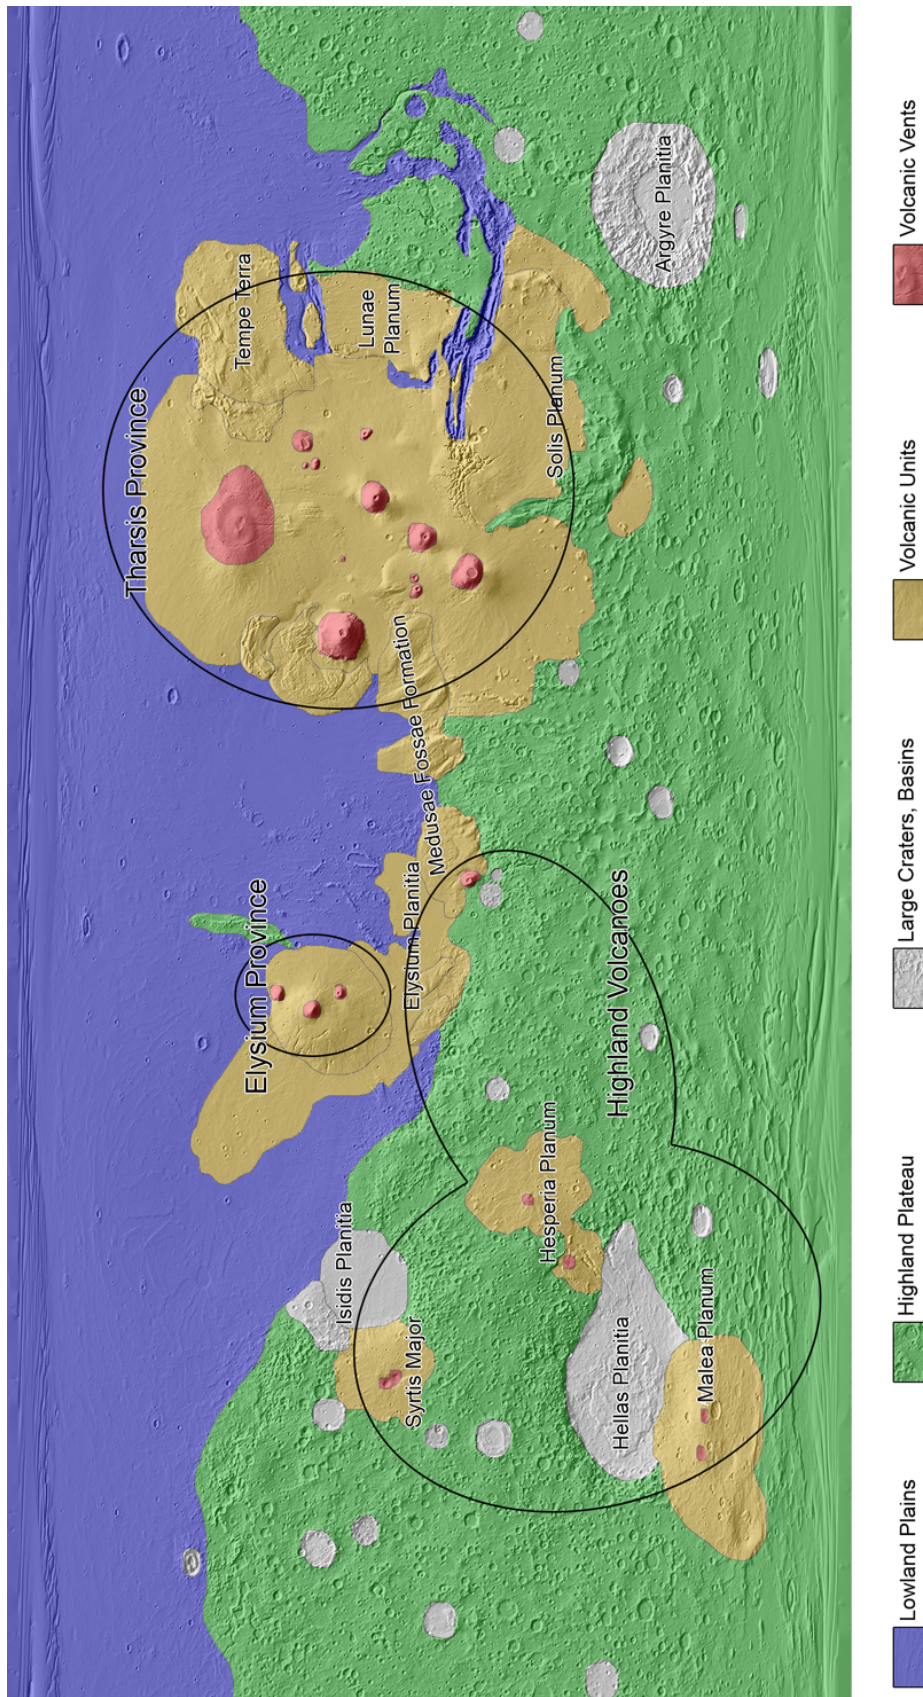 Tharsis Province
Tempe Terra
Lunae
Planum
Solis Planum
Argyre Planitia
Medusae Fossae Formation
Elysium Province
Elysium Planitia
Highland Volcanoes
Hesperia Planum
Isidis Planitia
Syrtis Major
Hellas Planitia
Malea Planum
Lowland Plains
Highland Plateau
Large Craters, Basins
Volcanic Units
Volcanic Vents